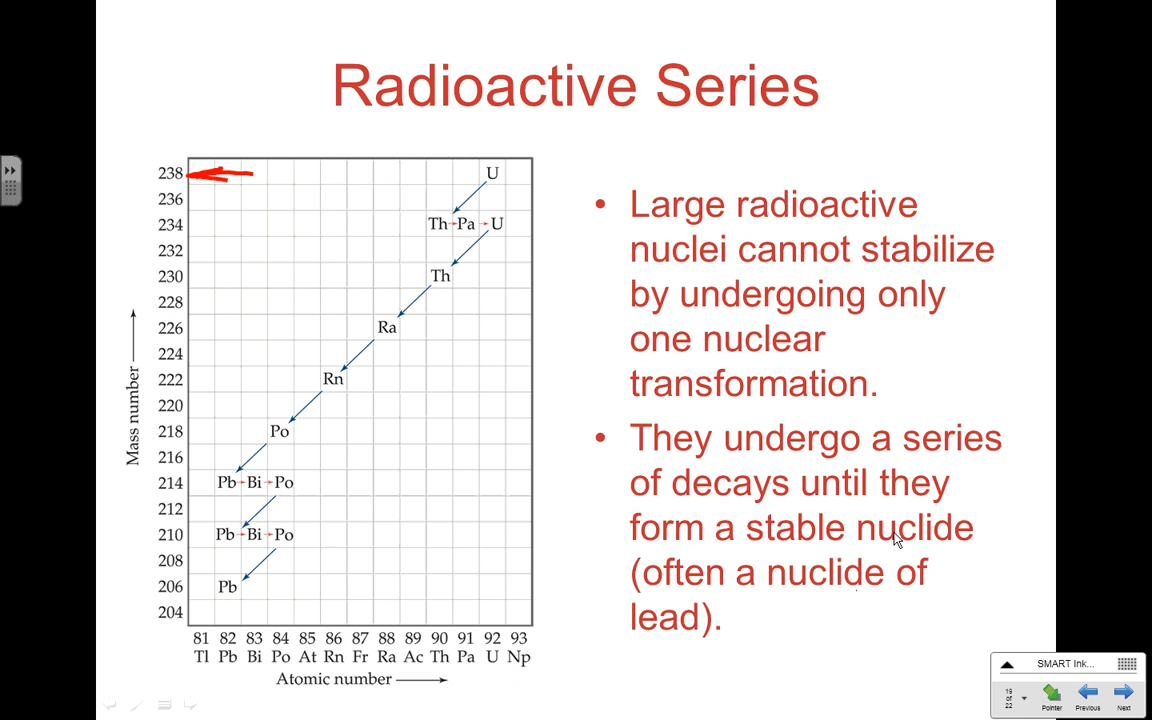 Radioactive Series
238 U
236
234 Th Pa U
232
230 Th
228
226 Ra
224
222 Rn
220
218 Po
216
214 Pb Bi Po
212
210 Pb Bi Po
208
206 Pb
204
Mass number
81 82 83 84 85 86 87 88 89 90 91 92 93
Tl Pb Bi Po At Rn Fr Ra Ac Th Pa U Np
Atomic number
• Large radioactive
nuclei cannot stabilize
by undergoing only
one nuclear
transformation.
• They undergo a series
of decays until they
form a stable nuclide
(often a nuclide of
lead).
SMART Ink...
19
of
22
Pointer Previous Next